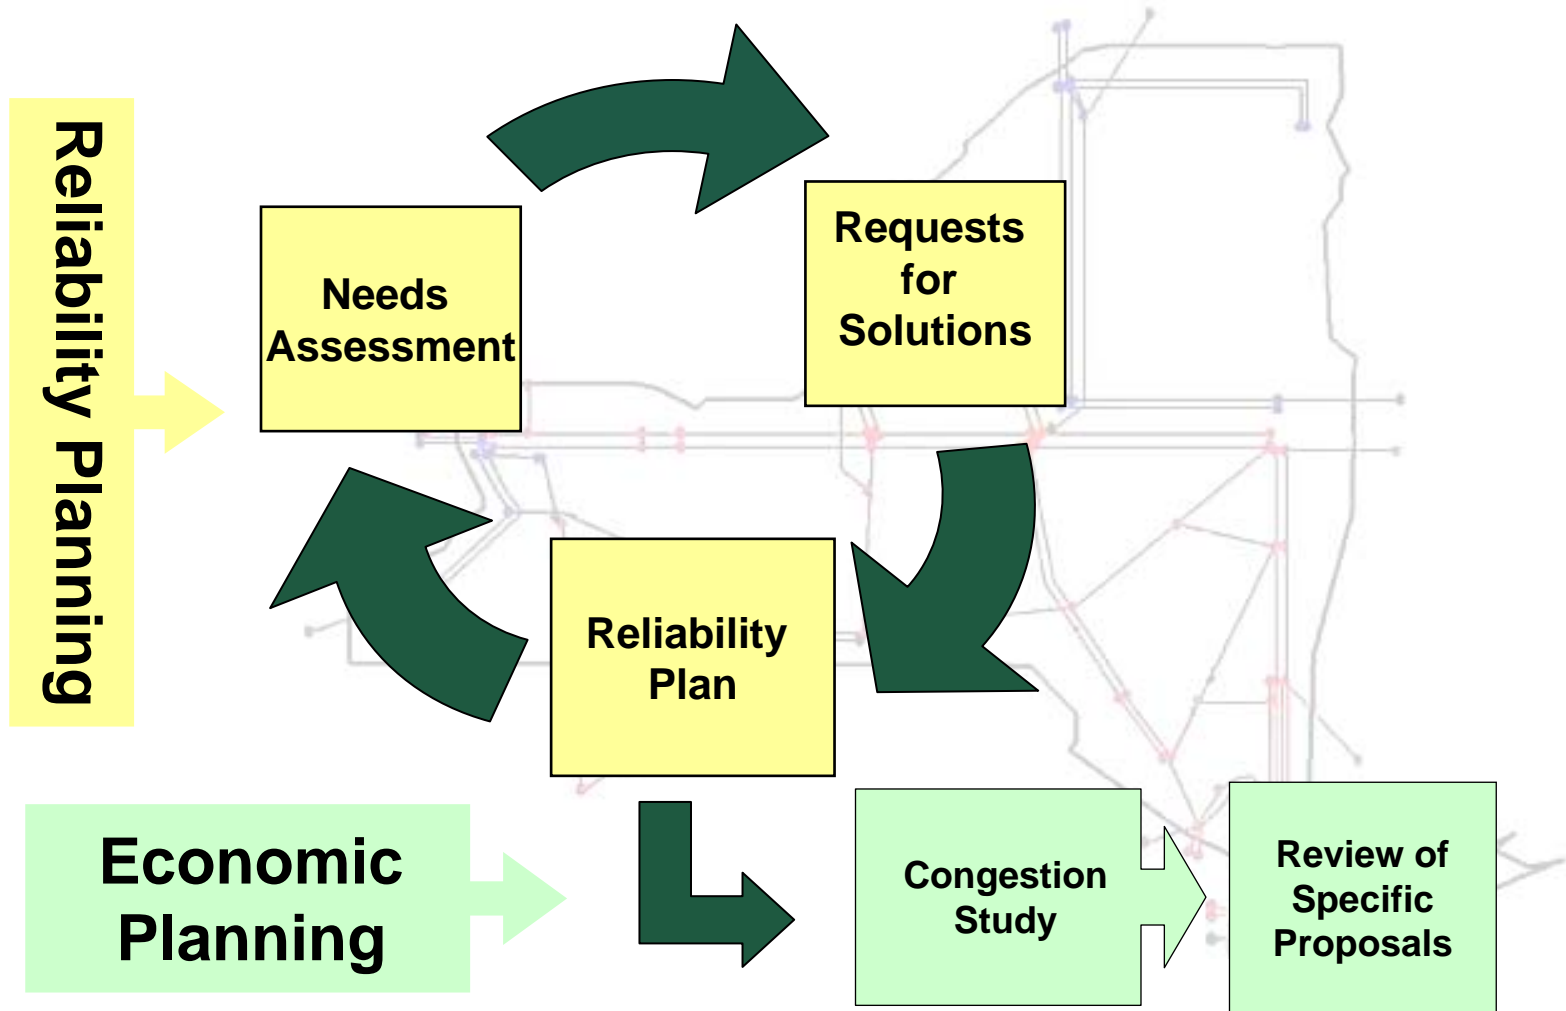 Reliability Planning
Needs
Assessment
Requests
for
Solutions
Reliability
Plan
Economic
Planning
Congestion
Study
Review of
Specific
Proposals